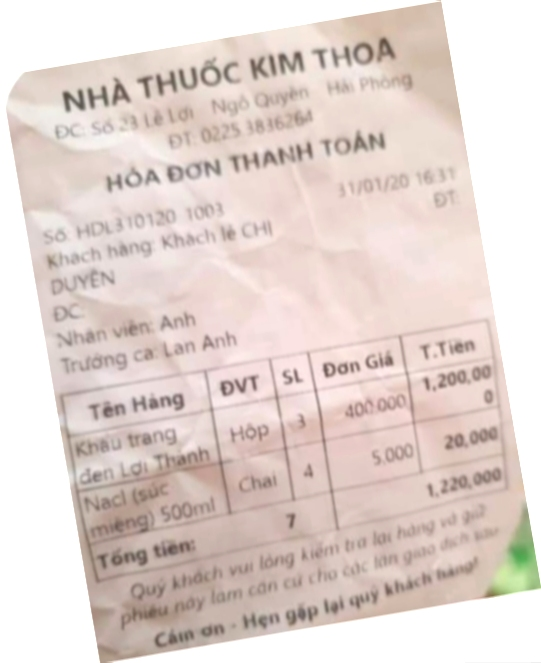 NHÀ THUỐC KIM THOA
ĐC: Số 23 Lê Lợi Ngô Quyền Hải Phòng
ĐT: 0225 3836264
HÓA ĐƠN THANH TOÁN
31/01/20 16:31
Số: HDL310120 1003
ĐT:
Khách hàng: Khách lẻ CHỊ
DUYÊN
ĐC:
Nhân viên: Anh
Trưởng ca: Lan Anh
Tên Hàng ĐVT SL Đơn Giá T.Tiền
Khẩu trang đen Lợi Thành Hộp 3 400.000 1,200,000
Nacl (súc miệng) 500ml Chai 4 5.000 20,000
Tổng tiền: 7 1,220,000
Quý khách vui lòng kiểm tra lại hàng và giữ
phiếu này làm căn cứ cho các lần giao dịch sau
Cảm ơn - Hẹn gặp lại quý khách hàng!